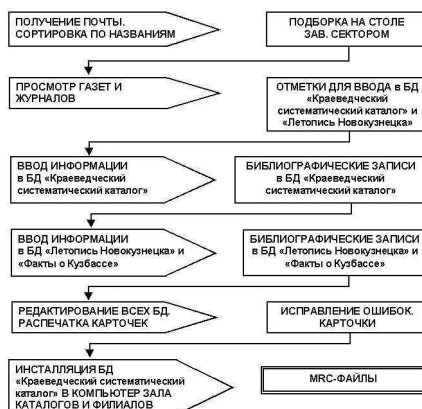 ПОЛУЧЕНИЕ ПОЧТЫ.
СОРТИРОВКА ПО НАЗВАНИЯМ
ПОДБОРКА НА СТОЛЕ
ЗАВ. СЕКТОРОМ
ПРОСМОТР ГАЗЕТ И
ЖУРНАЛОВ
ОТМЕТКИ ДЛЯ ВВОДА в БД
«Краеведческий
систематический каталог» и
«Летопись Новокузнецка»
ВВОД ИНФОРМАЦИИ
в БД «Краеведческий
систематический каталог»
БИБЛИОГРАФИЧЕСКИЕ ЗАПИСИ
в БД «Краеведческий
систематический каталог»
ВВОД ИНФОРМАЦИИ
в БД «Летопись Новокузнецка» и
«Факты о Кузбассе»
БИБЛИОГРАФИЧЕСКИЕ ЗАПИСИ
в БД «Летопись Новокузнецка» и
«Факты о Кузбассе»
РЕДАКТИРОВАНИЕ ВСЕХ БД.
РАСПЕЧАТКА КАРТОЧЕК
ИСПРАВЛЕНИЕ ОШИБОК.
КАРТОЧКИ
ИНСТАЛЛЯЦИЯ БД
«Краеведческий систематический
каталог» В КОМПЬЮТЕР ЗАЛА
КАТАЛОГОВ И ФИЛИАЛОВ
MRC-ФАЙЛЫ